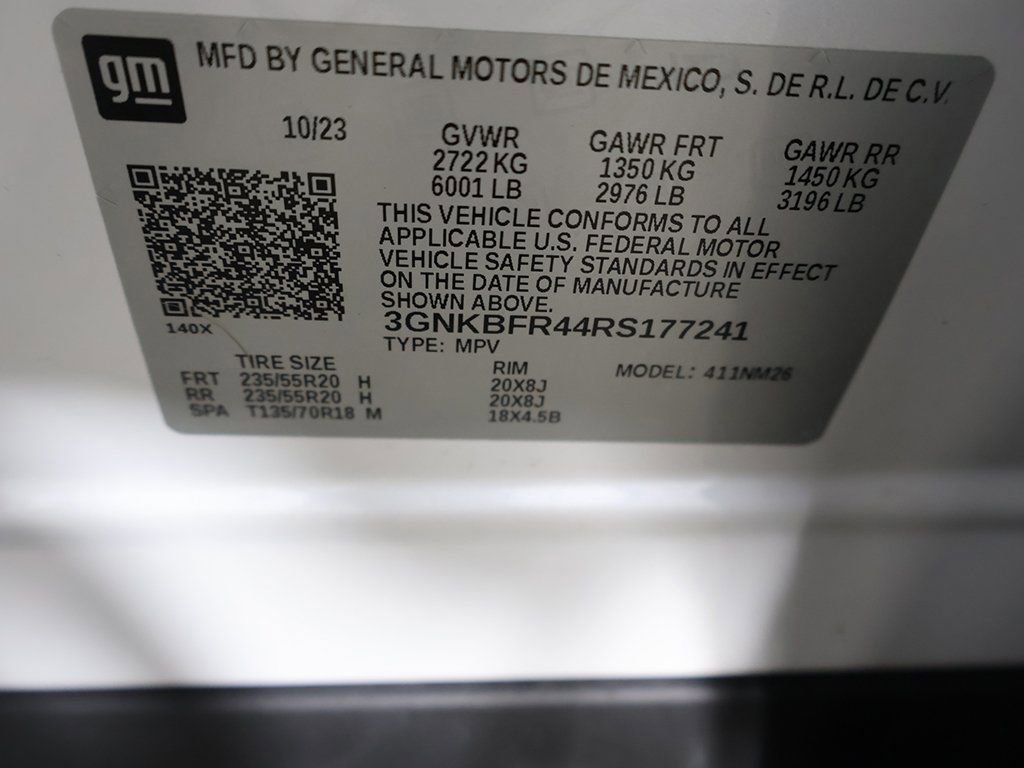 gm
MFD BY GENERAL MOTORS DE MEXICO, S. DE R.L. DE C.V.
10/23
GVWR GAWR FRT GAWR RR
2722 KG 1350 KG 1450 KG
6001 LB 2976 LB 3196 LB
THIS VEHICLE CONFORMS TO ALL
APPLICABLE U.S. FEDERAL MOTOR
VEHICLE SAFETY STANDARDS IN EFFECT
ON THE DATE OF MANUFACTURE
SHOWN ABOVE.
3GNKBFR44RS177241
140X
TYPE: MPV
TIRE SIZE RIM MODEL: 411NM26
FRT 235/55R20 H 20X8J
RR 235/55R20 H 20X8J
SPA T135/70R18 M 18X4.5B